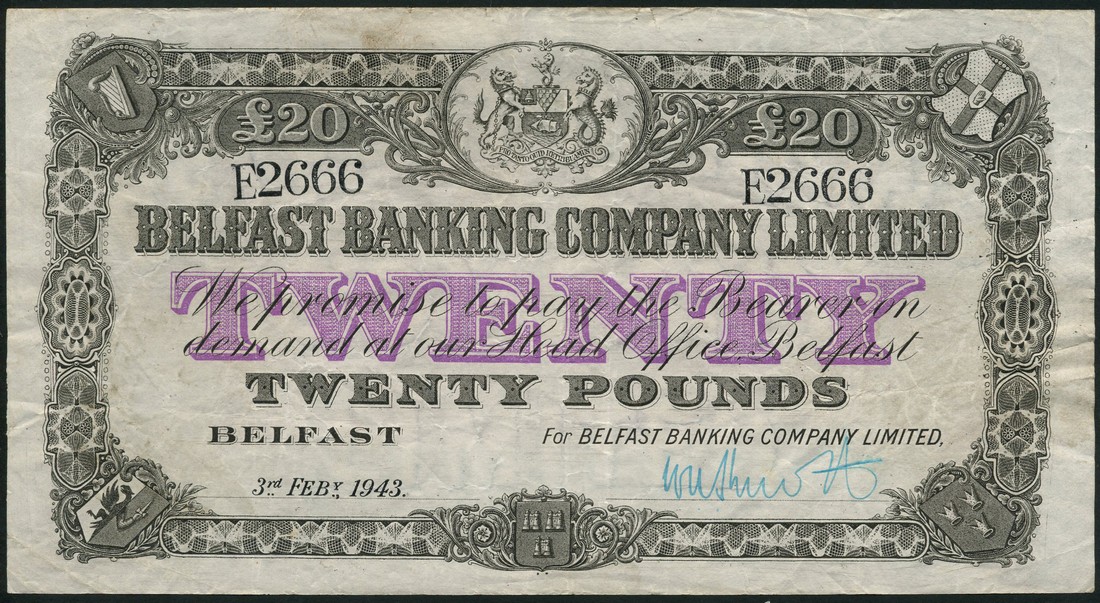 £20 £20
E2666 E2666
BELFAST BANKING COMPANY LIMITED
TWENTY
We promise to pay the Bearer on
demand at our Head Office, Belfast
TWENTY POUNDS
BELFAST For BELFAST BANKING COMPANY LIMITED,
3rd FEBY, 1943.